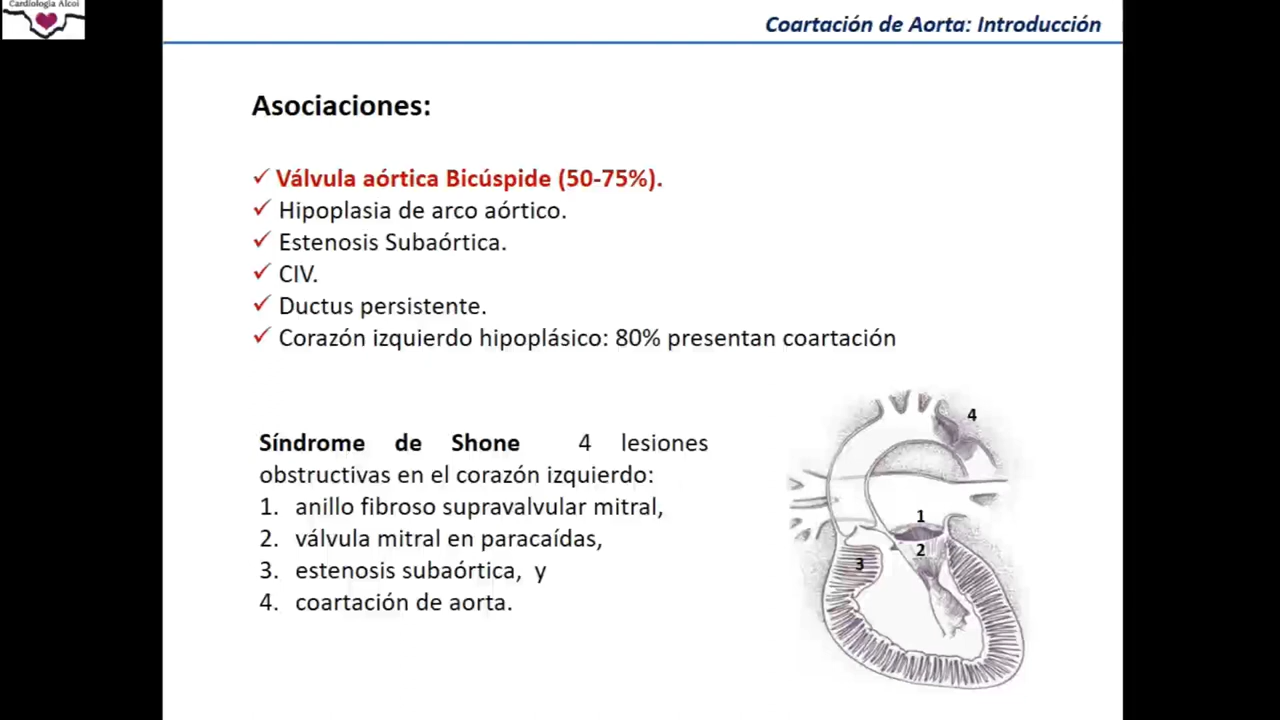 Cardiología Alcoi
Coartación de Aorta: Introducción
Asociaciones:
✓ Válvula aórtica Bicúspide (50-75%).
✓ Hipoplasia de arco aórtico.
✓ Estenosis Subaórtica.
✓ CIV.
✓ Ductus persistente.
✓ Corazón izquierdo hipoplásico: 80% presentan coartación
Síndrome de Shone 4 lesiones
obstructivas en el corazón izquierdo:
1. anillo fibroso supravalvular mitral,
2. válvula mitral en paracaídas,
3. estenosis subaórtica, y
4. coartación de aorta.
4
1
2
3